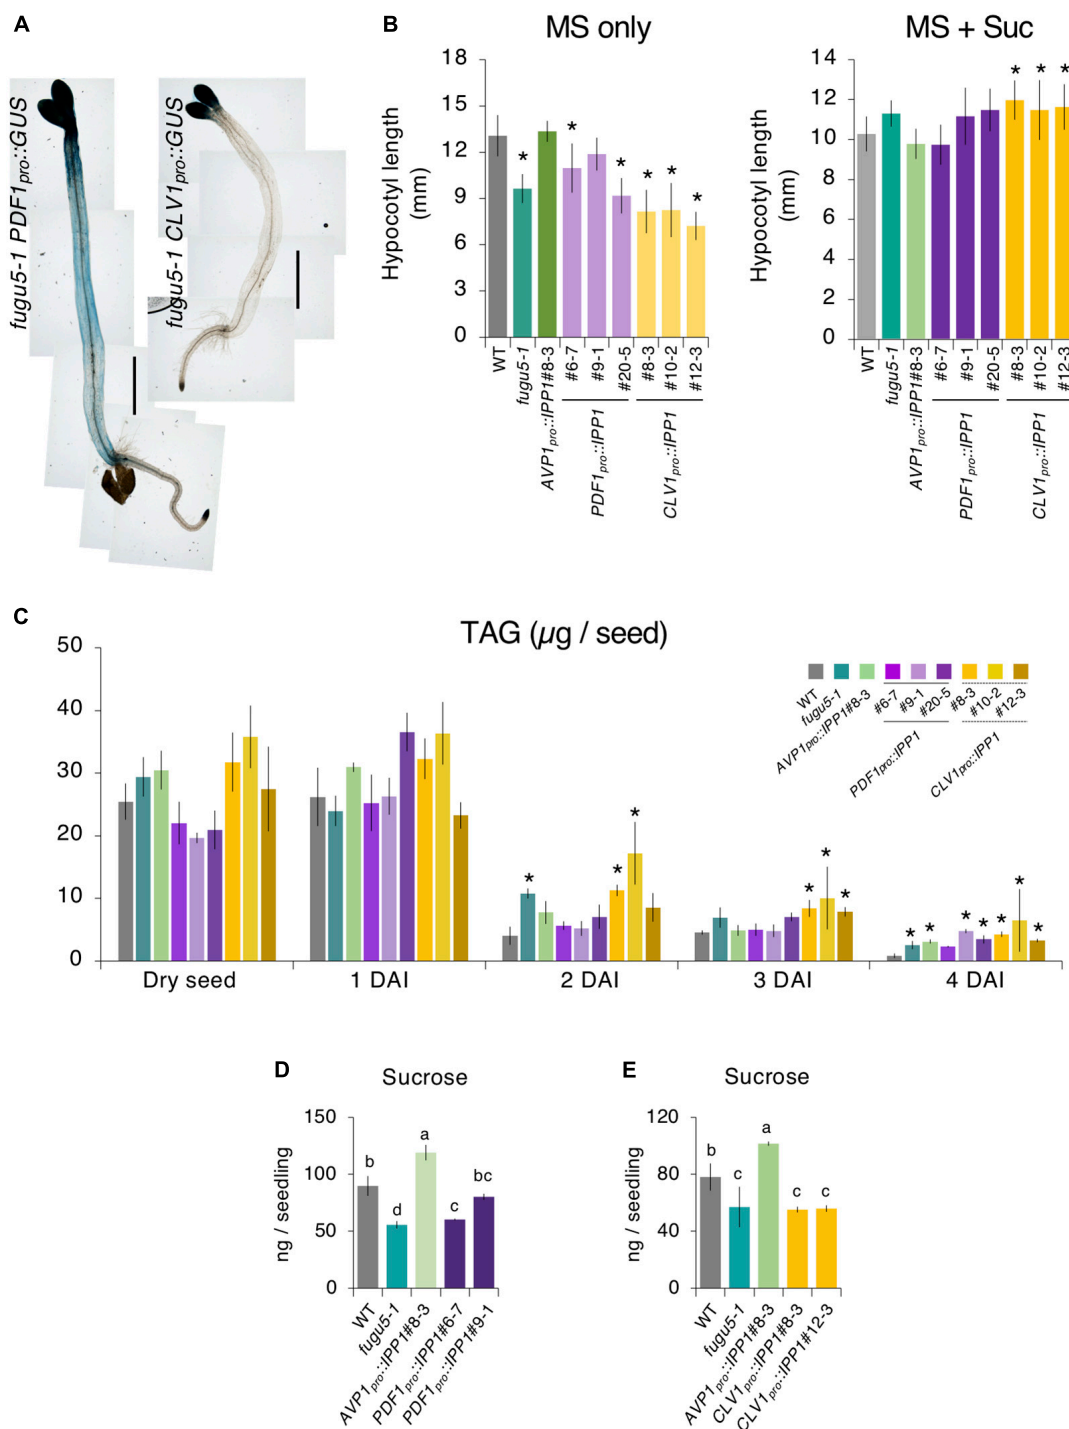 A
fugu5-1 PDF1pro::GUS
fugu5-1 CLV1pro::GUS
B
MS only
Hypocotyl length
(mm)
18
15
12
9
6
3
0
*
*
*
*
*
*
WT
fugu5-1
AVP1pro::IPP1#8-3
#6-7
#9-1
#20-5
#8-3
#10-2
#12-3
PDF1pro::IPP1
CLV1pro::IPP1
MS + Suc
Hypocotyl length
(mm)
14
12
10
8
6
4
2
0
*
*
*
WT
fugu5-1
AVP1pro::IPP1#8-3
#6-7
#9-1
#20-5
#8-3
#10-2
#12-3
PDF1pro::IPP1
CLV1pro::IPP1
C
TAG (µg / seed)
50
40
30
20
10
0
WT
fugu5-1
AVP1pro::IPP1#8-3
#6-7
#9-1
#20-5
#8-3
#10-2
#12-3
PDF1pro::IPP1
CLV1pro::IPP1
*
*
*
*
*
*
*
*
*
*
*
*
*
Dry seed
1 DAI
2 DAI
3 DAI
4 DAI
D
Sucrose
ng / seedling
150
100
50
0
b
d
a
c
bc
WT
fugu5-1
AVP1pro::IPP1#8-3
PDF1pro::IPP1#6-7
PDF1pro::IPP1#9-1
E
Sucrose
ng / seedling
120
80
40
0
b
c
a
c
c
WT
fugu5-1
AVP1pro::IPP1#8-3
CLV1pro::IPP1#8-3
CLV1pro::IPP1#12-3